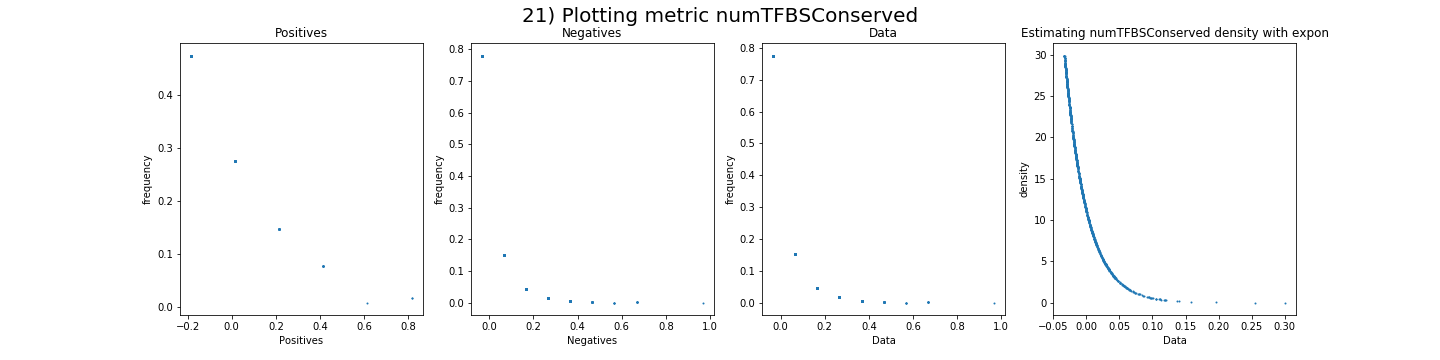 21) Plotting metric numTFBSConserved
Positives
0.4
0.3
0.2
0.1
0.0
frequency
−0.2 0.0 0.2 0.4 0.6 0.8
Positives
Negatives
0.8
0.7
0.6
0.5
0.4
0.3
0.2
0.1
0.0
frequency
0.0 0.2 0.4 0.6 0.8 1.0
Negatives
Data
0.8
0.7
0.6
0.5
0.4
0.3
0.2
0.1
0.0
frequency
0.0 0.2 0.4 0.6 0.8 1.0
Data
Estimating numTFBSConserved density with expon
30
25
20
15
10
5
0
density
−0.05 0.00 0.05 0.10 0.15 0.20 0.25 0.30
Data